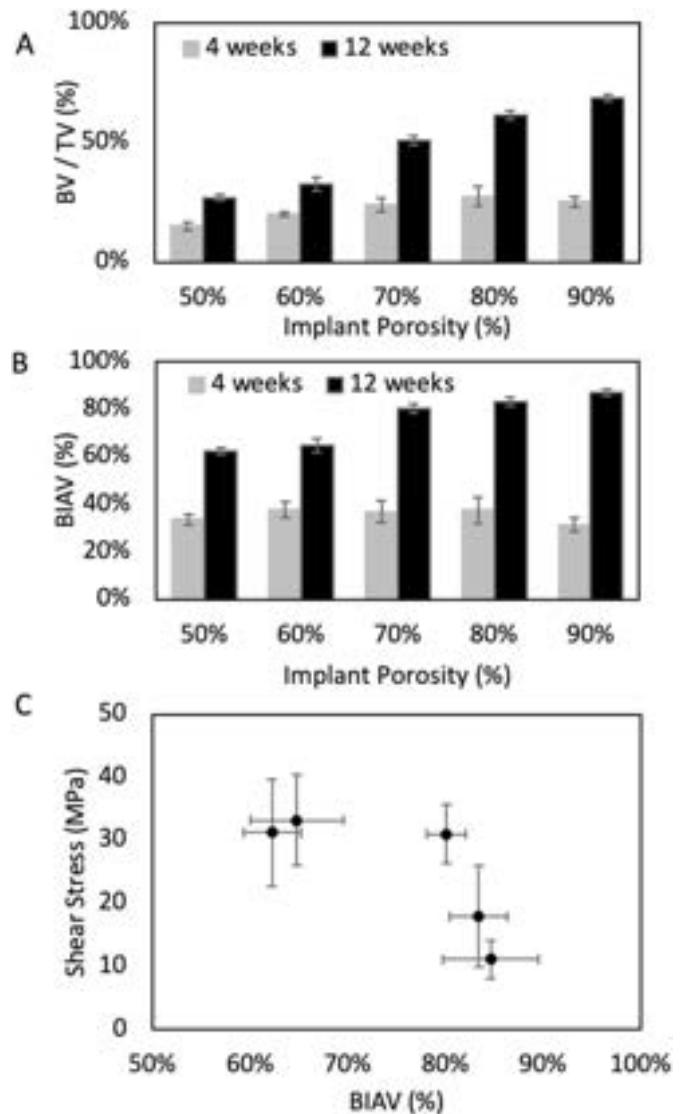 A
100%
4 weeks 12 weeks
BV / TV (%)
50%
0%
50% 60% 70% 80% 90%
Implant Porosity (%)
B
100%
4 weeks 12 weeks
80%
BIAV (%)
60%
40%
20%
0%
50% 60% 70% 80% 90%
Implant Porosity (%)
C
50
40
Shear Stress (MPa)
30
20
10
0
50% 60% 70% 80% 90% 100%
BIAV (%)